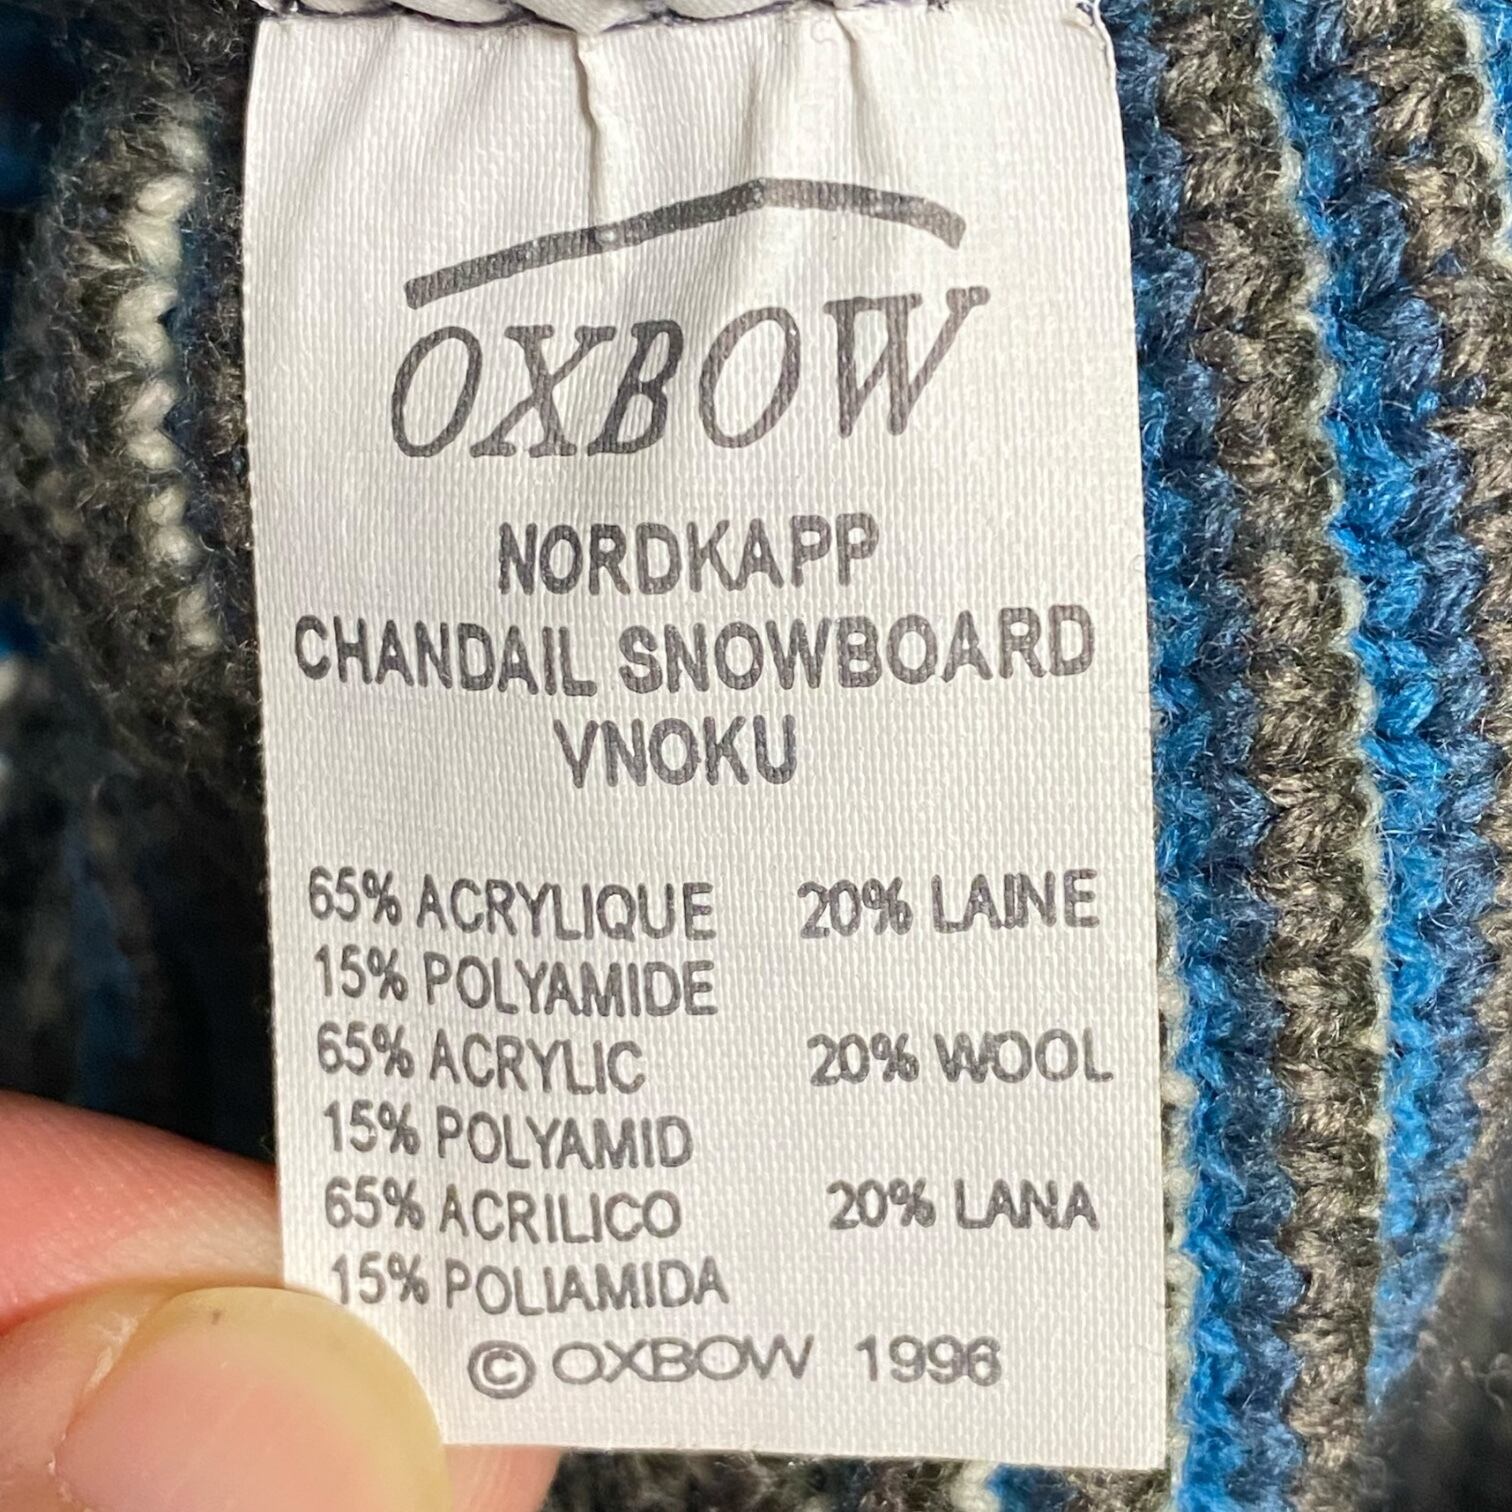 OXBOW
NORDKAPP
CHANDAIL SNOWBOARD
VNOKU
65% ACRYLIQUE 20% LAINE
15% POLYAMIDE
65% ACRYLIC 20% WOOL
15% POLYAMID
65% ACRILICO 20% LANA
15% POLIAMIDA
© OXBOW 1996